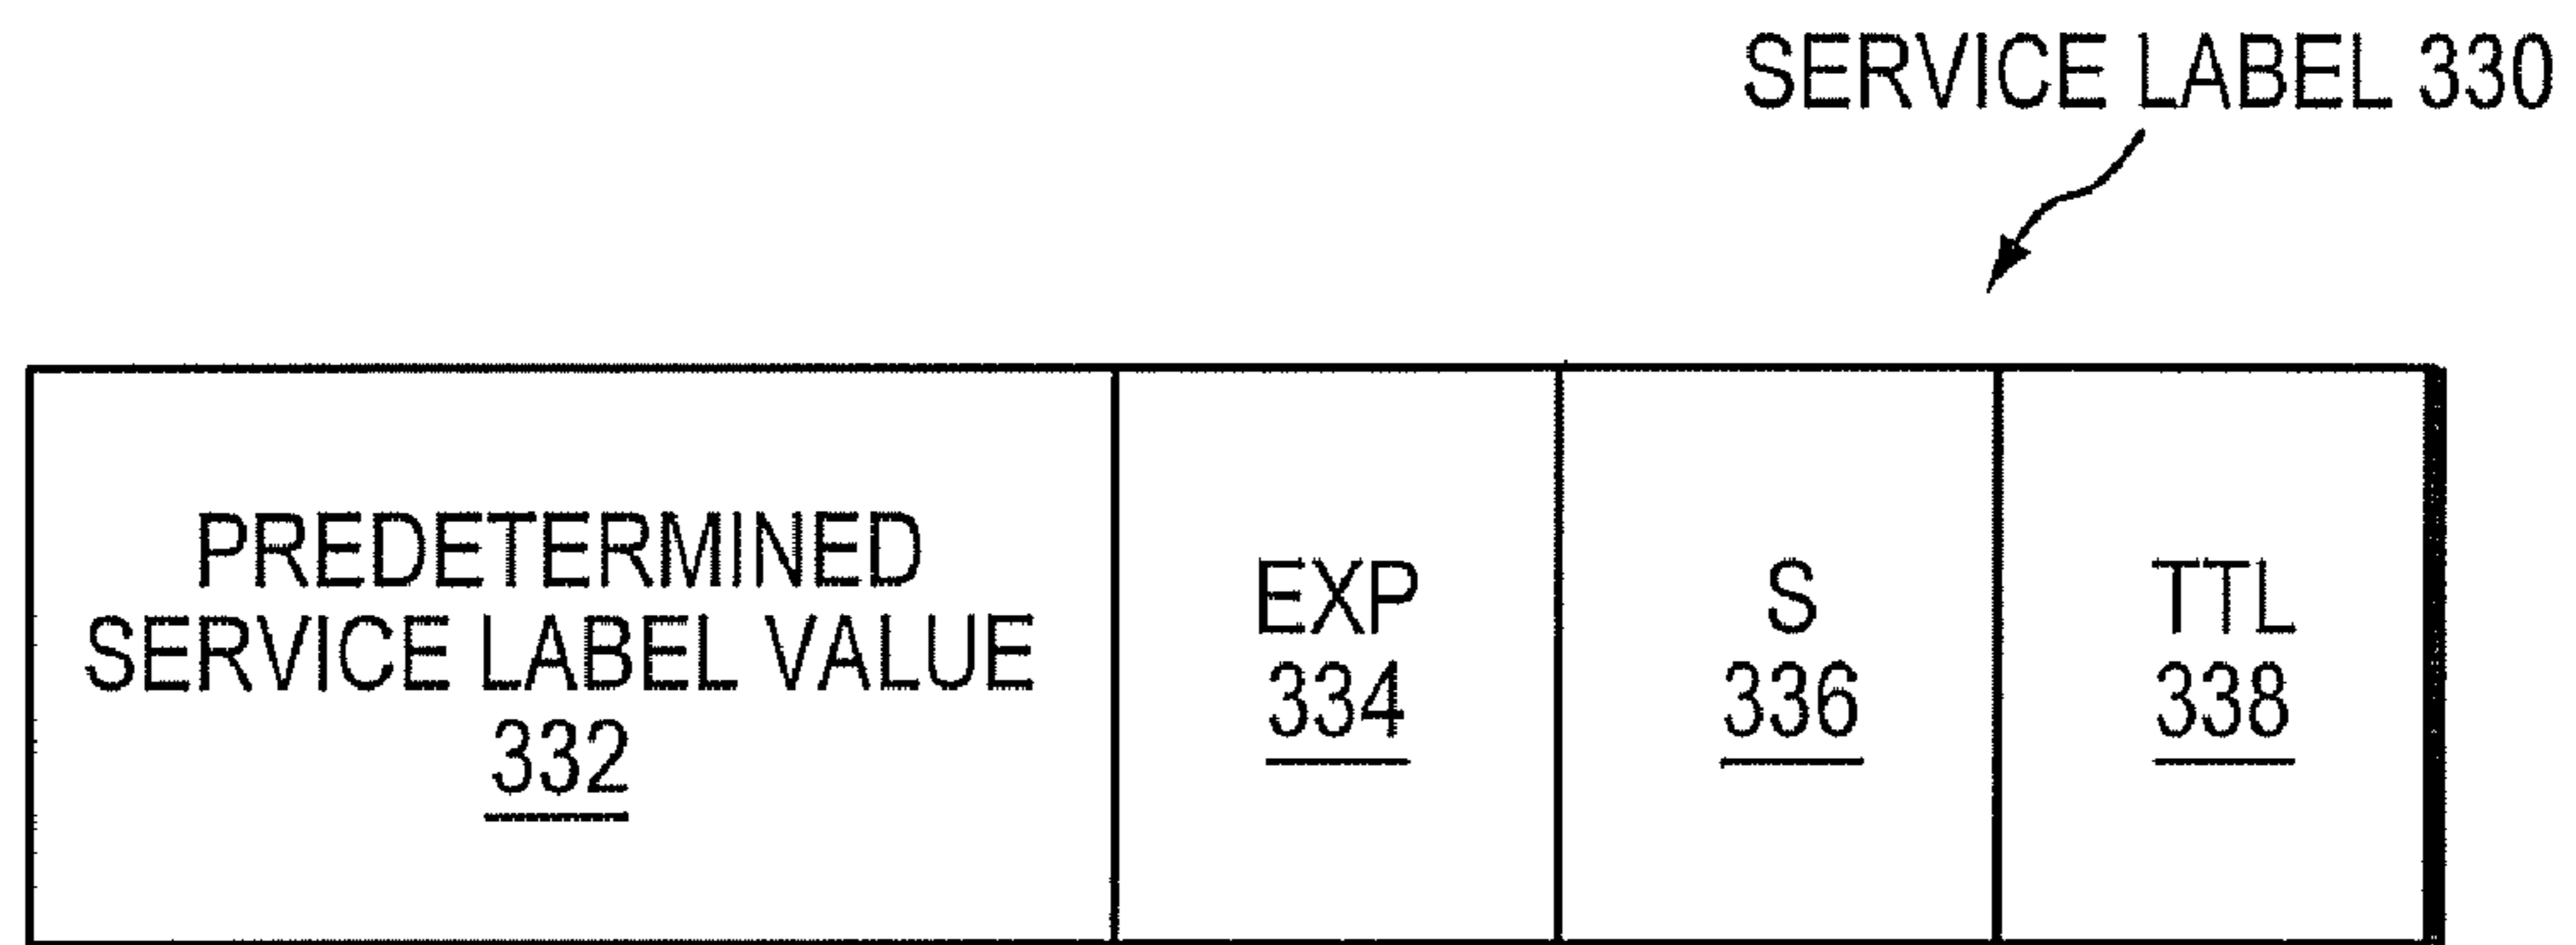 SERVICE LABEL 330
PREDETERMINED
SERVICE LABEL VALUE
332
EXP
334
S
336
TTL
338